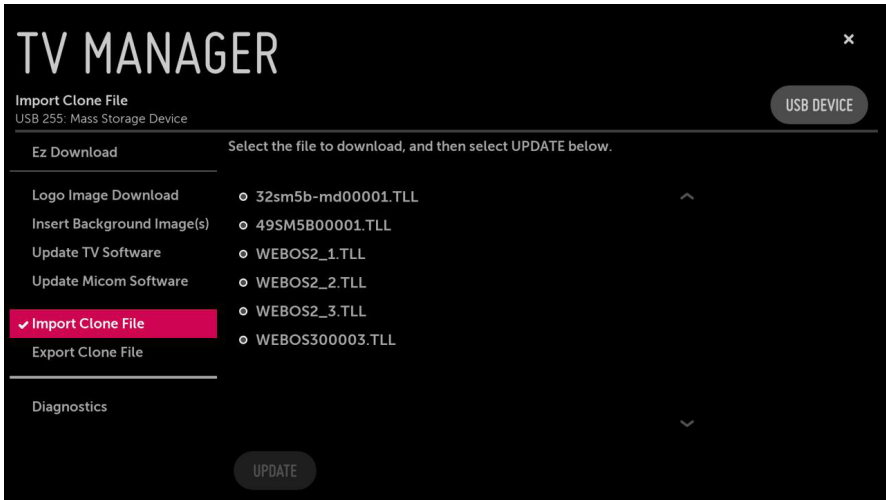 TV MANAGER
Import Clone File
USB 255: Mass Storage Device
USB DEVICE
Ez Download
Logo Image Download
Insert Background Image(s)
Update TV Software
Update Micom Software
Import Clone File
Export Clone File
Diagnostics
Select the file to download, and then select UPDATE below.
32sm5b-md00001.TLL
49SM5B00001.TLL
WEBOS2_1.TLL
WEBOS2_2.TLL
WEBOS2_3.TLL
WEBOS300003.TLL
UPDATE